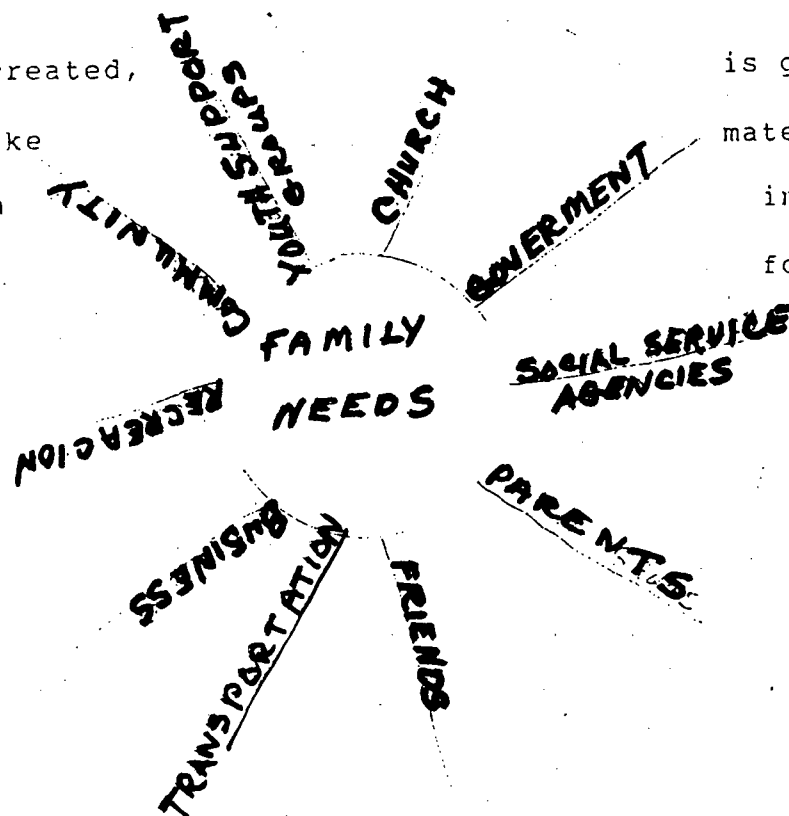 reated,
ke
is g
mate
in
fo
YOUTH SUPPORT
GROUPS
CHURCH
GOVERMENT
SOCIAL SERVICE
AGENCIES
PARENTS
FRIENDS
TRANSPORTATION
BUSINESS
RECREACION
COMMUNITY
FAMILY
NEEDS